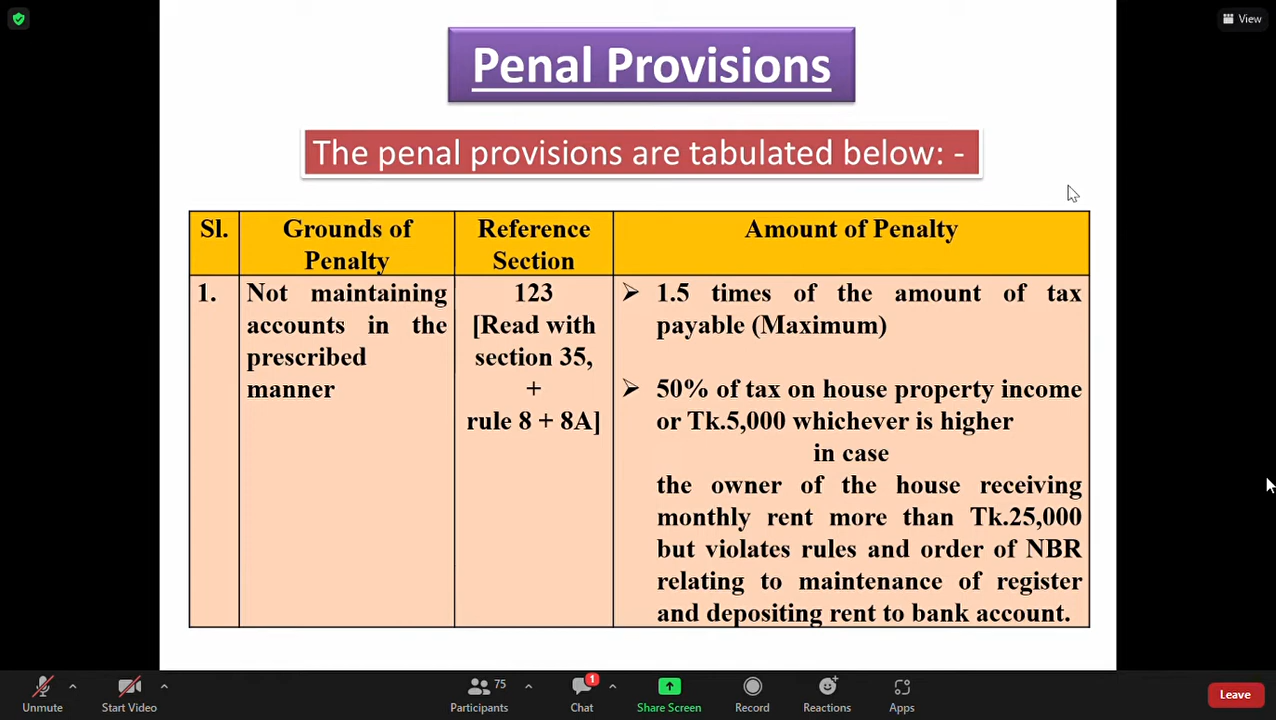 View
Penal Provisions
The penal provisions are tabulated below: -
Sl.
Grounds of
Penalty
Reference
Section
Amount of Penalty
1.
Not maintaining
accounts in the
prescribed
manner
123
[Read with
section 35,
+
rule 8 + 8A]
➢ 1.5 times of the amount of tax
payable (Maximum)
➢ 50% of tax on house property income
or Tk.5,000 whichever is higher
in case
the owner of the house receiving
monthly rent more than Tk.25,000
but violates rules and order of NBR
relating to maintenance of register
and depositing rent to bank account.
Unmute
Start Video
75
Participants
1
Chat
Share Screen
Record
Reactions
Apps
Leave